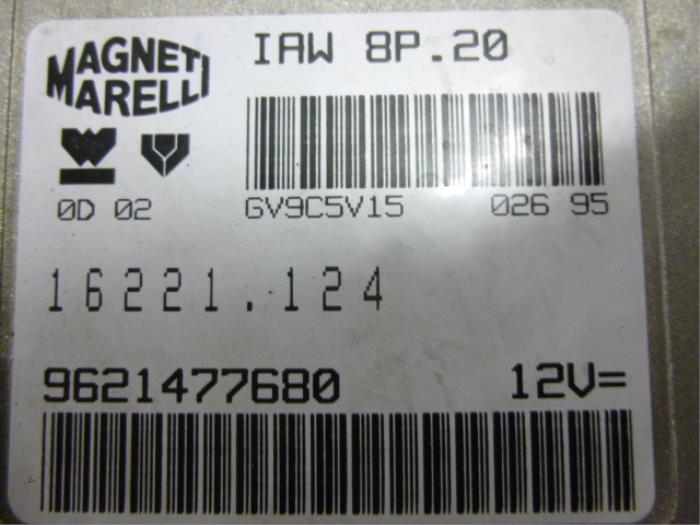 MAGNETI
MARELLI
IAW 8P.20
0D 02
GV9C5V15 026 95
16221.124
9621477680 12V=